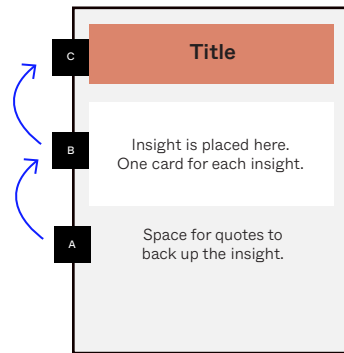 C
Title
B
Insight is placed here.
One card for each insight.
A
Space for quotes to
back up the insight.